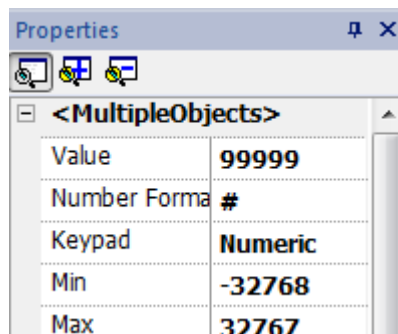 Properties
<MultipleObjects>
Value 99999
Number Forma #
Keypad Numeric
Min -32768
Max 32767